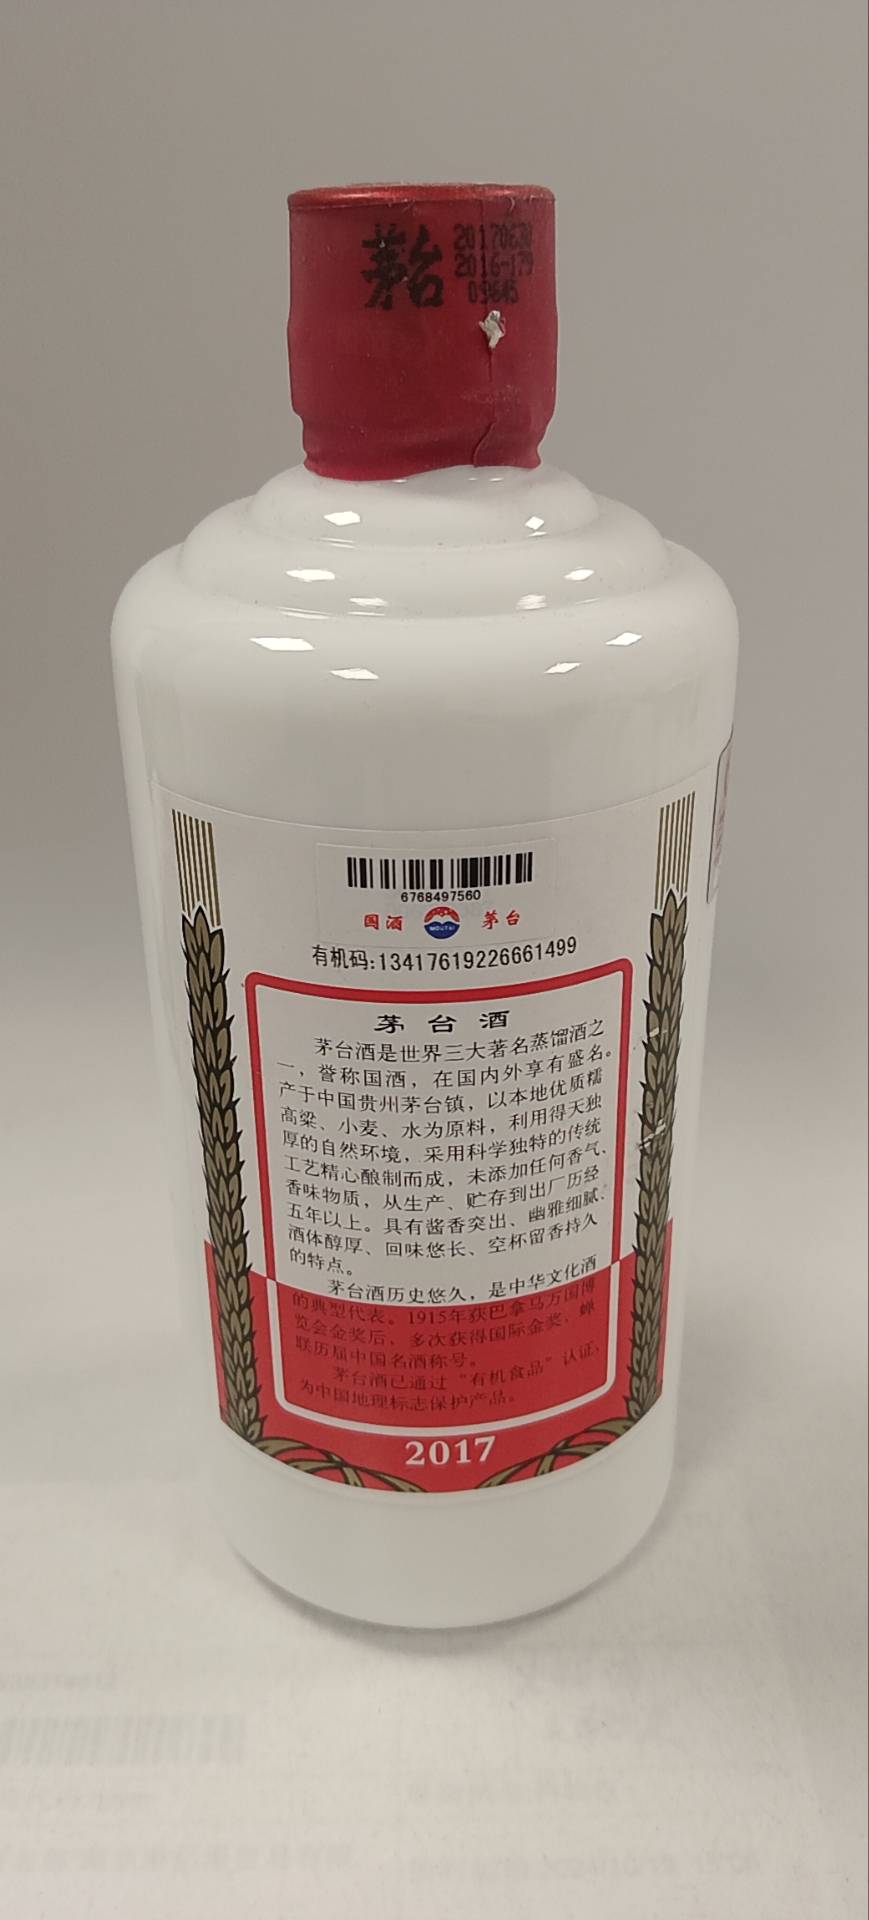 茅台
20170630
2016-179
09645
6768497560
国酒 MOUTAI 茅台
有机码:13417619226661499
茅台酒
茅台酒是世界三大著名蒸馏酒之
一，誉称国酒，在国内外享有盛名。
产于中国贵州茅台镇，以本地优质糯
高粱、小麦、水为原料，利用得天独
厚的自然环境，采用科学独特的传统
工艺精心酿制而成，未添加任何香气、
香味物质，从生产、贮存到出厂历经
五年以上。具有酱香突出、幽雅细腻、
酒体醇厚、回味悠长、空杯留香持久
的特点。
茅台酒历史悠久，是中华文化酒
的典型代表。1915年获巴拿马万国博
览会金奖后，多次获得国际金奖、蝉
联历届中国名酒称号。
茅台酒已通过“有机食品”认证，
为中国地理标志保护产品。
2017